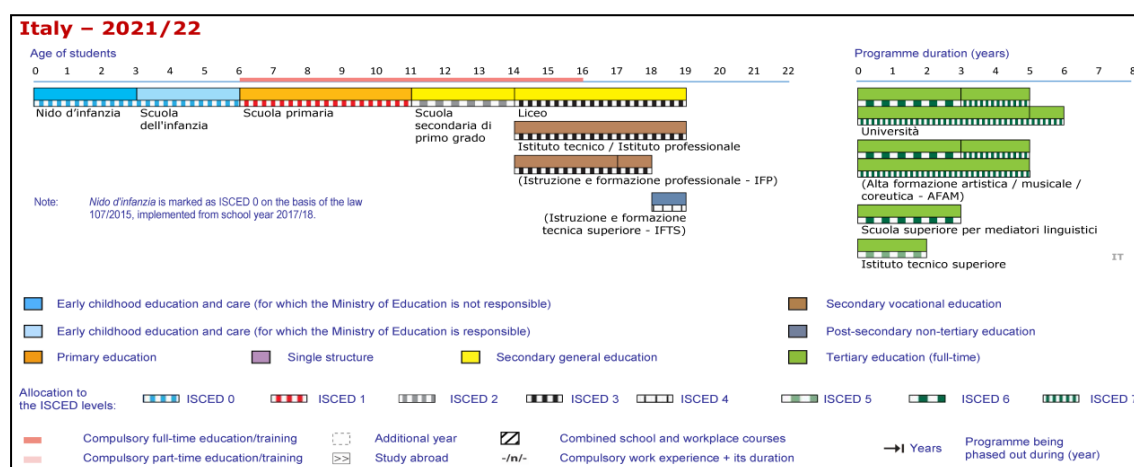 Italy – 2021/22
Age of students
Programme duration (years)
0 1 2 3 4 5 6 7 8 9 10 11 12 13 14 15 16 17 18 19 20 21 22
0 1 2 3 4 5 6 7 8
Nido d'infanzia
Scuola
dell'infanzia
Scuola primaria
Scuola
secondaria di
primo grado
Liceo
Istituto tecnico / Istituto professionale
(Istruzione e formazione professionale - IFP)
(Istruzione e formazione
tecnica superiore - IFTS)
Università
(Alta formazione artistica / musicale /
coreutica - AFAM)
Scuola superiore per mediatori linguistici
Istituto tecnico superiore
IT
Note: Nido d'infanzia is marked as ISCED 0 on the basis of the law
107/2015, implemented from school year 2017/18.
Early childhood education and care (for which the Ministry of Education is not responsible)
Secondary vocational education
Early childhood education and care (for which the Ministry of Education is responsible)
Post-secondary non-tertiary education
Primary education
Single structure
Secondary general education
Tertiary education (full-time)
Allocation to
the ISCED levels:
ISCED 0
ISCED 1
ISCED 2
ISCED 3
ISCED 4
ISCED 5
ISCED 6
ISCED 7
Compulsory full-time education/training
Additional year
Combined school and workplace courses
Years
Programme being
phased out during (year)
Compulsory part-time education/training
>> Study abroad
-/n/- Compulsory work experience + its duration